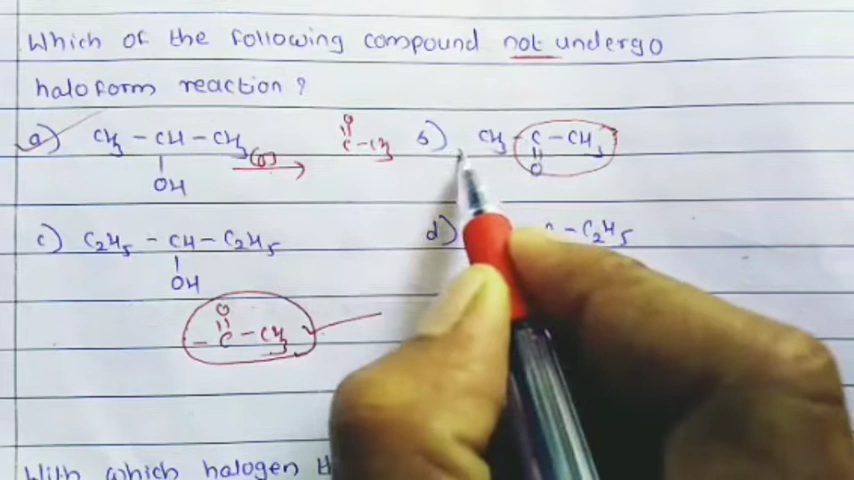 Which of the following compound not undergo
haloform reaction ?
a) CH3 - CH - CH3
OH
[O]
O
C - CH3
b) CH3 - C - CH3
O
c) C2H5 - CH - C2H5
OH
d) - C2H5
O
- C - CH3
With which halogen